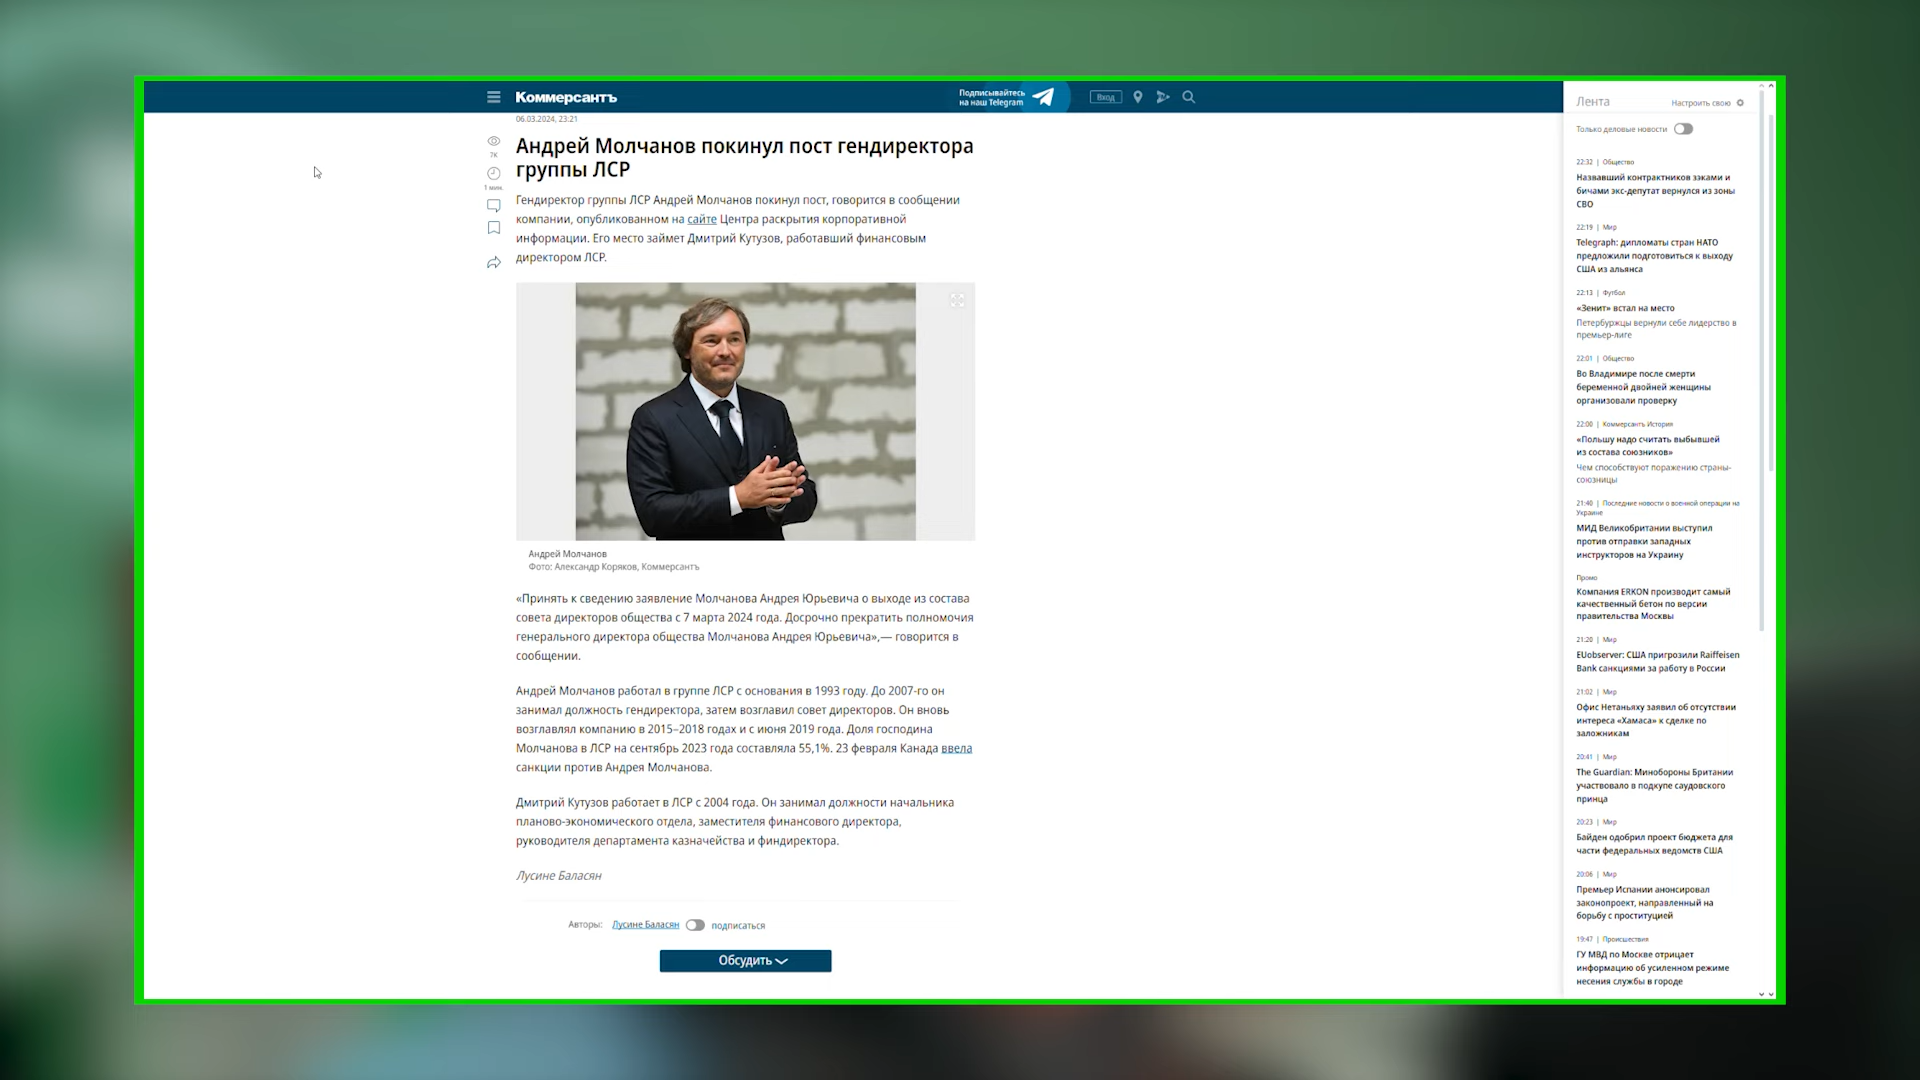 Коммерсантъ
Подписывайтесь
на наш Telegram
Вход
06.03.2024, 23:21
7K
1 мин.
Андрей Молчанов покинул пост гендиректора
группы ЛСР
Гендиректор группы ЛСР Андрей Молчанов покинул пост, говорится в сообщении
компании, опубликованном на сайте Центра раскрытия корпоративной
информации. Его место займет Дмитрий Кутузов, работавший финансовым
директором ЛСР.
Андрей Молчанов
Фото: Александр Коряков, Коммерсантъ
«Принять к сведению заявление Молчанова Андрея Юрьевича о выходе из состава
совета директоров общества с 7 марта 2024 года. Досрочно прекратить полномочия
генерального директора общества Молчанова Андрея Юрьевича»,— говорится в
сообщении.
Андрей Молчанов работал в группе ЛСР с основания в 1993 году. До 2007-го он
занимал должность гендиректора, затем возглавил совет директоров. Он вновь
возглавлял компанию в 2015–2018 годах и с июня 2019 года. Доля господина
Молчанова в ЛСР на сентябрь 2023 года составляла 55,1%. 23 февраля Канада ввела
санкции против Андрея Молчанова.
Дмитрий Кутузов работает в ЛСР с 2004 года. Он занимал должности начальника
планово-экономического отдела, заместителя финансового директора,
руководителя департамента казначейства и финдиректора.
Лусине Баласян
Авторы: Лусине Баласян подписаться
Обсудить
Лента
Настроить свою
Только деловые новости
22:32 | Общество
Назвавший контрактников зэками и
бичами экс-депутат вернулся из зоны
СВО
22:19 | Мир
Telegraph: дипломаты стран НАТО
предложили подготовиться к выходу
США из альянса
22:13 | Футбол
«Зенит» встал на место
Петербуржцы вернули себе лидерство в
премьер-лиге
22:01 | Общество
Во Владимире после смерти
беременной двойней женщины
организовали проверку
22:00 | Коммерсантъ История
«Польшу надо считать выбывшей
из состава союзников»
Чем способствуют поражению страны-
союзницы
21:40 | Последние новости о военной операции на
Украине
МИД Великобритании выступил
против отправки западных
инструкторов на Украину
Промо
Компания ERKON производит самый
качественный бетон по версии
правительства Москвы
21:20 | Мир
EUobserver: США пригрозили Raiffeisen
Bank санкциями за работу в России
21:02 | Мир
Офис Нетаньяху заявил об отсутствии
интереса «Хамаса» к сделке по
заложникам
20:41 | Мир
The Guardian: Минобороны Британии
участвовало в подкупе саудовского
принца
20:23 | Мир
Байден одобрил проект бюджета для
части федеральных ведомств США
20:06 | Мир
Премьер Испании анонсировал
законопроект, направленный на
борьбу с проституцией
19:47 | Происшествия
ГУ МВД по Москве отрицает
информацию об усиленном режиме
несения службы в городе